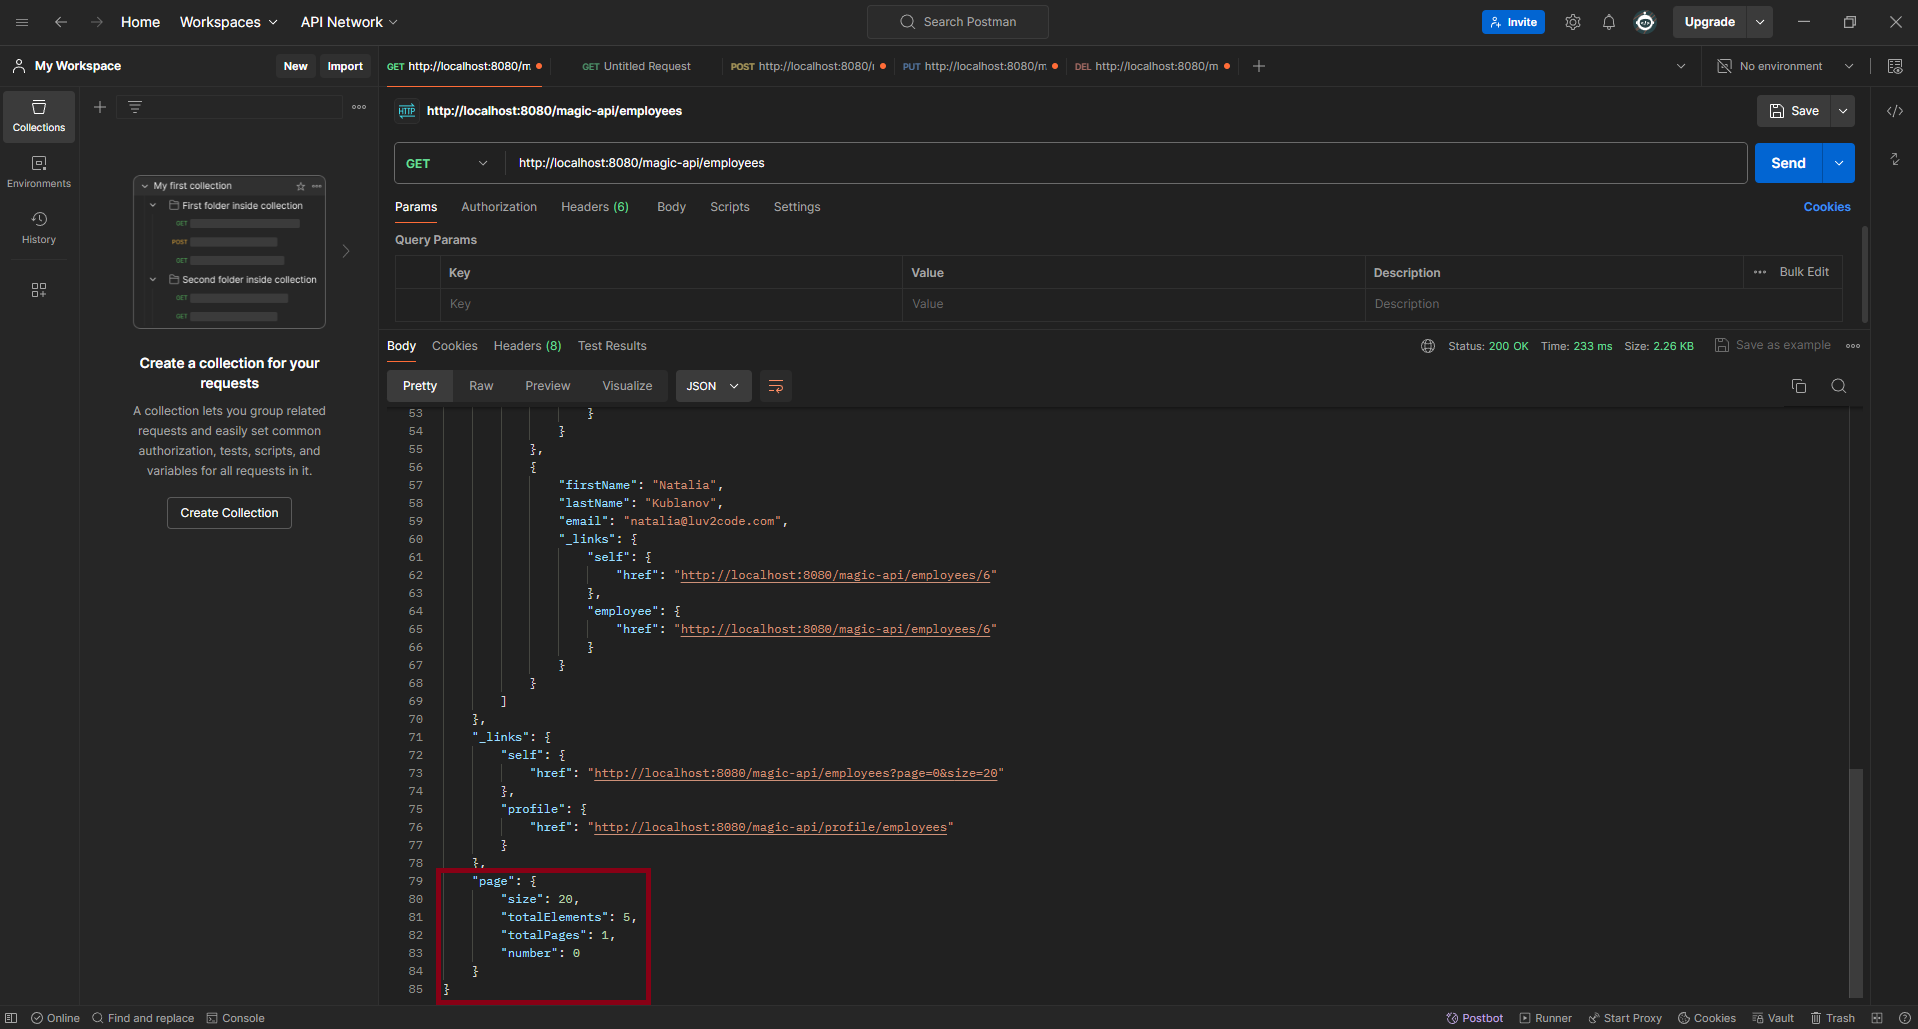 Home Workspaces API Network Search Postman Invite Upgrade
My Workspace New Import GET http://localhost:8080/m GET Untitled Request POST http://localhost:8080/ PUT http://localhost:8080/m DEL http://localhost:8080/m No environment
Collections
Environments
History
My first collection
First folder inside collection
GET
POST
GET
Second folder inside collection
GET
GET
Create a collection for your
requests
A collection lets you group related
requests and easily set common
authorization, tests, scripts, and
variables for all requests in it.
Create Collection
HTTP http://localhost:8080/magic-api/employees Save
GET http://localhost:8080/magic-api/employees Send
Params Authorization Headers (6) Body Scripts Settings Cookies
Query Params
Key Value Description Bulk Edit
Key Value Description
Body Cookies Headers (8) Test Results Status: 200 OK Time: 233 ms Size: 2.26 KB Save as example
Pretty Raw Preview Visualize JSON
53 }
54 }
55 },
56 {
57 "firstName": "Natalia",
58 "lastName": "Kublanov",
59 "email": "natalia@luv2code.com",
60 "_links": {
61 "self": {
62 "href": "http://localhost:8080/magic-api/employees/6"
63 },
64 "employee": {
65 "href": "http://localhost:8080/magic-api/employees/6"
66 }
67 }
68 }
69 ]
70 },
71 "_links": {
72 "self": {
73 "href": "http://localhost:8080/magic-api/employees?page=0&size=20"
74 },
75 "profile": {
76 "href": "http://localhost:8080/magic-api/profile/employees"
77 }
78 },
79 "page": {
80 "size": 20,
81 "totalElements": 5,
82 "totalPages": 1,
83 "number": 0
84 }
85 }
Online Find and replace Console Postbot Runner Start Proxy Cookies Vault Trash